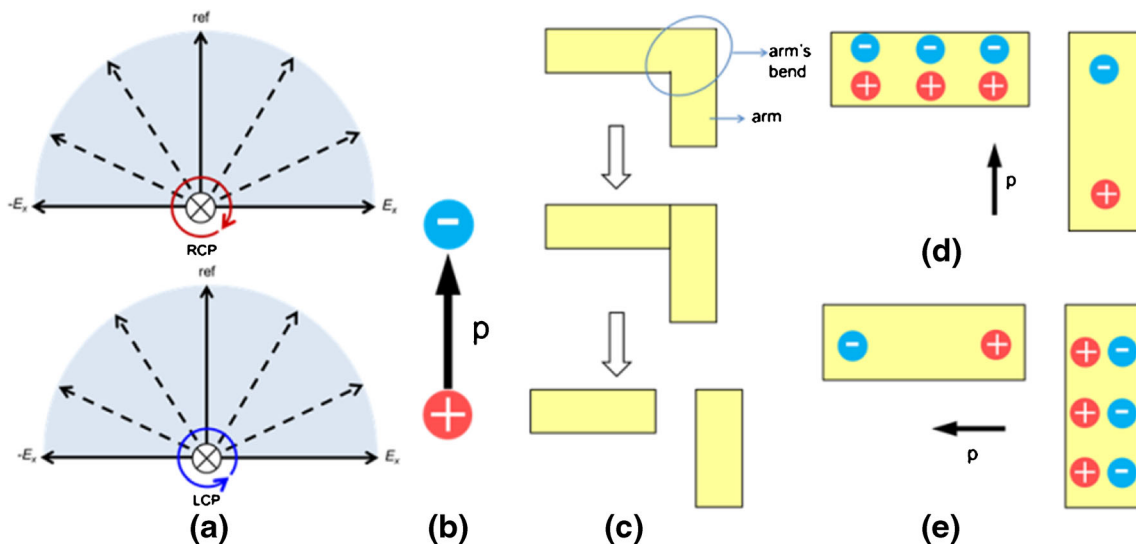 ref
-Ex
Ex
RCP
ref
-Ex
Ex
LCP
(a)
−
p
+
(b)
arm's
bend
arm
(c)
− − −
+ + +
p
−
+
(d)
− +
p
+ −
+ −
+ −
(e)